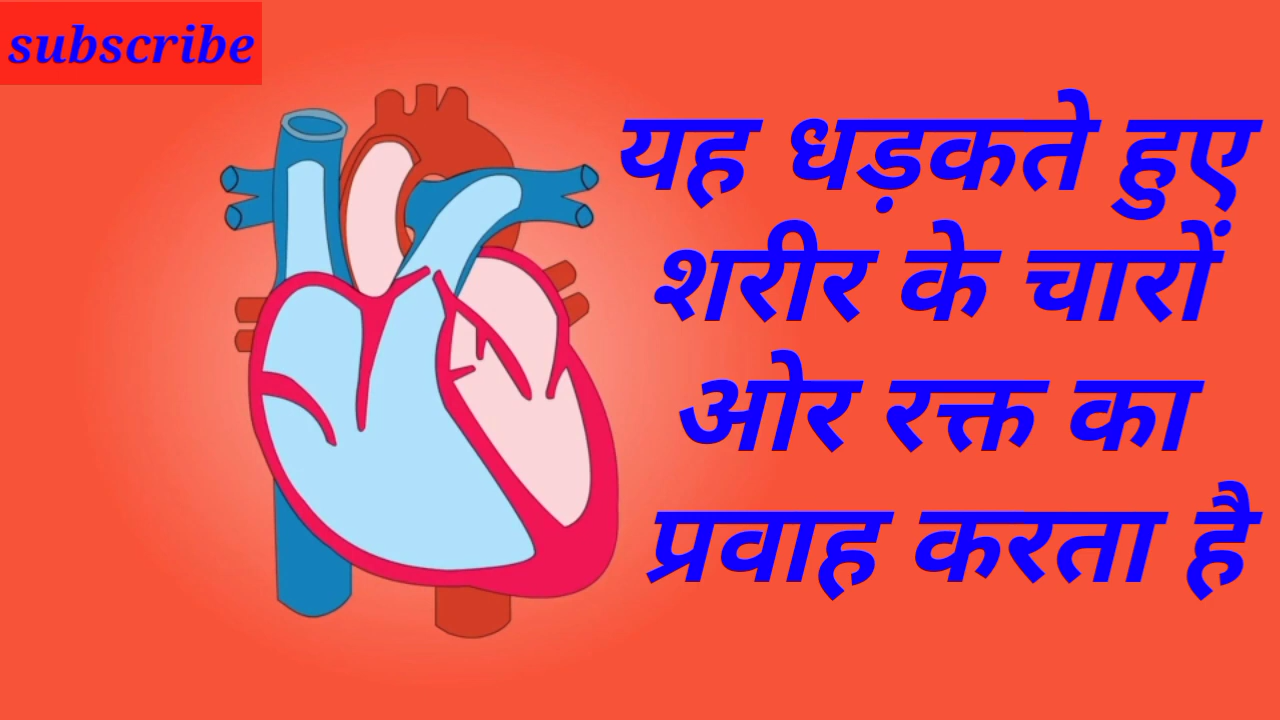 subscribe
यह धड़कते हुए
शरीर के चारों
ओर रक्त का
प्रवाह करता है